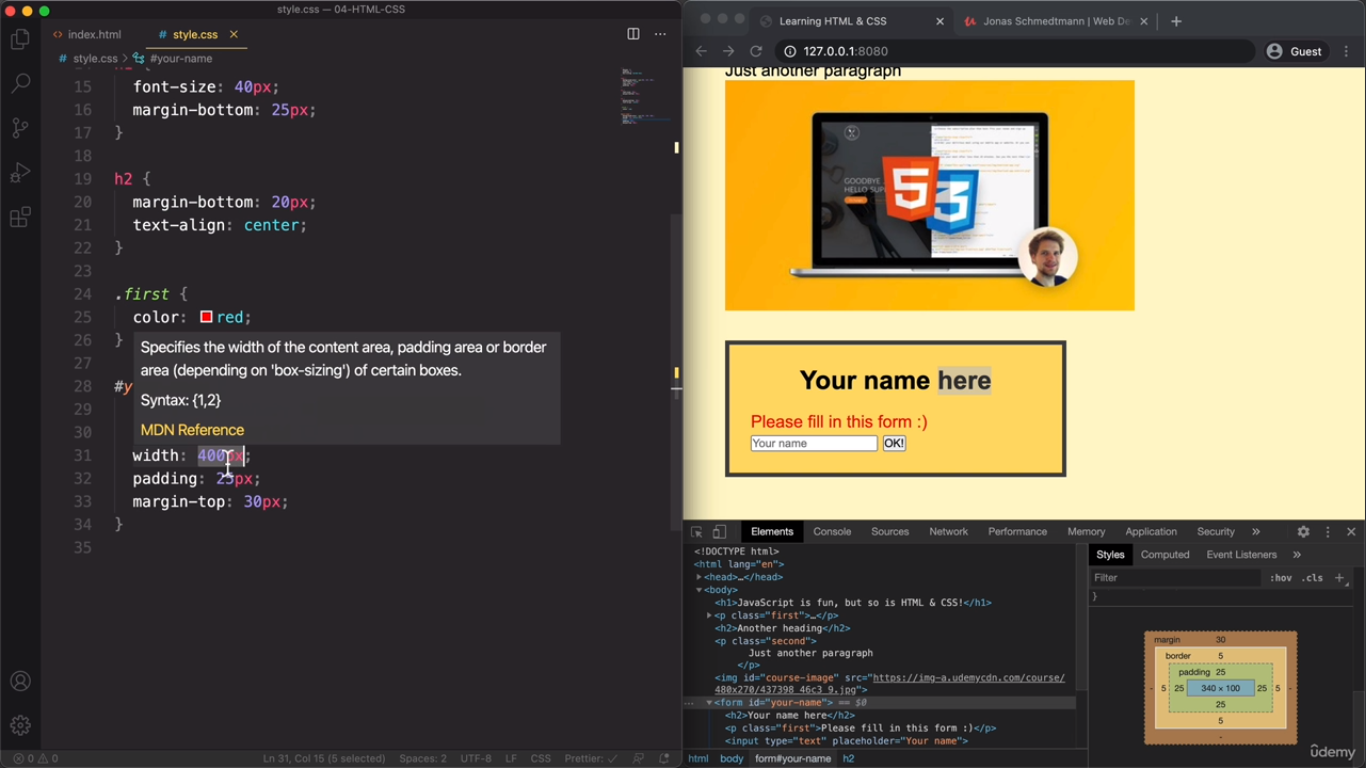 style.css — 04-HTML-CSS
index.html
style.css
style.css > #your-name
15 font-size: 40px;
16 margin-bottom: 25px;
17 }
18
19 h2 {
20 margin-bottom: 20px;
21 text-align: center;
22 }
23
24 .first {
25 color: red;
26 }
27
28 #y
29
30
Specifies the width of the content area, padding area or border
area (depending on 'box-sizing') of certain boxes.
Syntax: {1,2}
MDN Reference
31 width: 400px;
32 padding: 25px;
33 margin-top: 30px;
34 }
35
0 0
Ln 31, Col 15 (5 selected) Spaces: 2 UTF-8 LF CSS Prettier: ✓
Learning HTML & CSS
Jonas Schmedtmann | Web De
127.0.0.1:8080
Guest
Just another paragraph
GOODBYE
5
3
Your name here
Please fill in this form :)
Your name OK!
Elements Console Sources Network Performance Memory Application Security »
<!DOCTYPE html>
<html lang="en">
<head>…</head>
<body>
<h1>JavaScript is fun, but so is HTML & CSS!</h1>
<p class="first">…</p>
<h2>Another heading</h2>
<p class="second">
Just another paragraph
</p>
<img id="course-image" src="https://img-a.udemycdn.com/course/
480x270/437398_46c3_9.jpg">
<form id="your-name"> == $0
<h2>Your name here</h2>
<p class="first">Please fill in this form :)</p>
<input type="text" placeholder="Your name">
html body form#your-name h2
Styles Computed Event Listeners »
Filter :hov .cls +
}
margin 30
border 5
padding 25
- 5 25 340 × 100 25 5 -
25
5
-
ûdemy